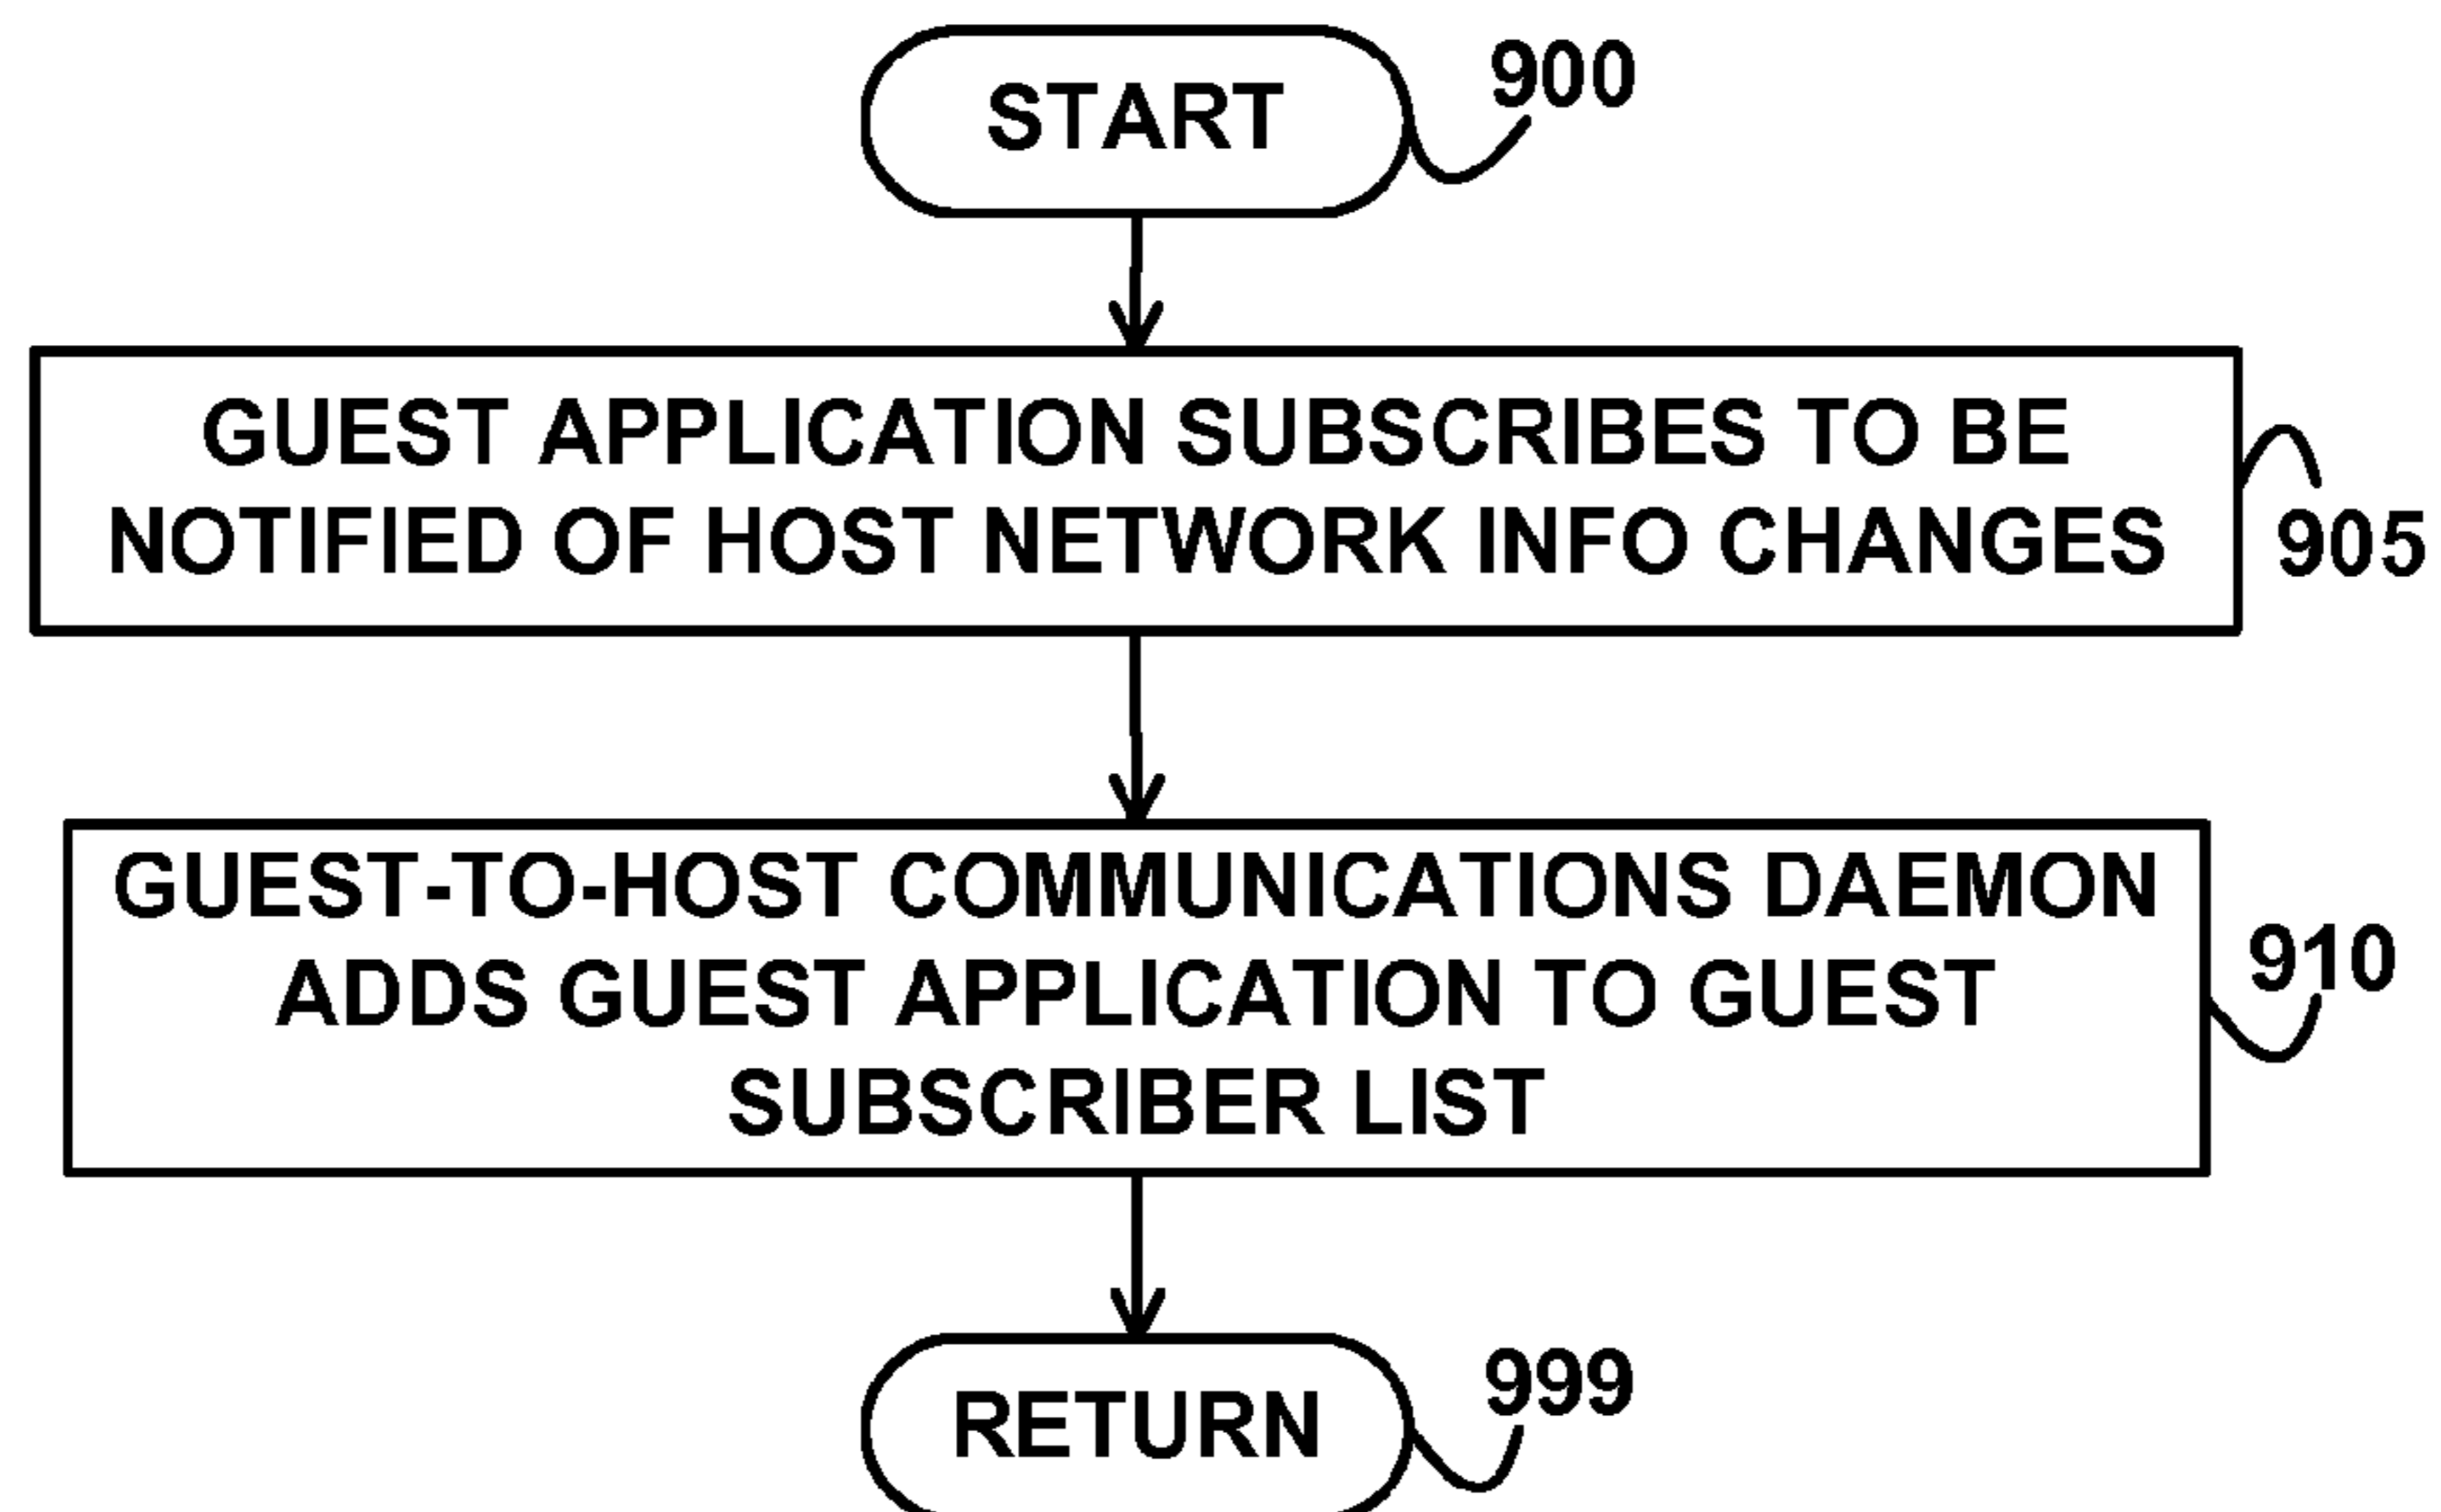 START
900
GUEST APPLICATION SUBSCRIBES TO BE
NOTIFIED OF HOST NETWORK INFO CHANGES
905
GUEST-TO-HOST COMMUNICATIONS DAEMON
ADDS GUEST APPLICATION TO GUEST
SUBSCRIBER LIST
910
RETURN
999